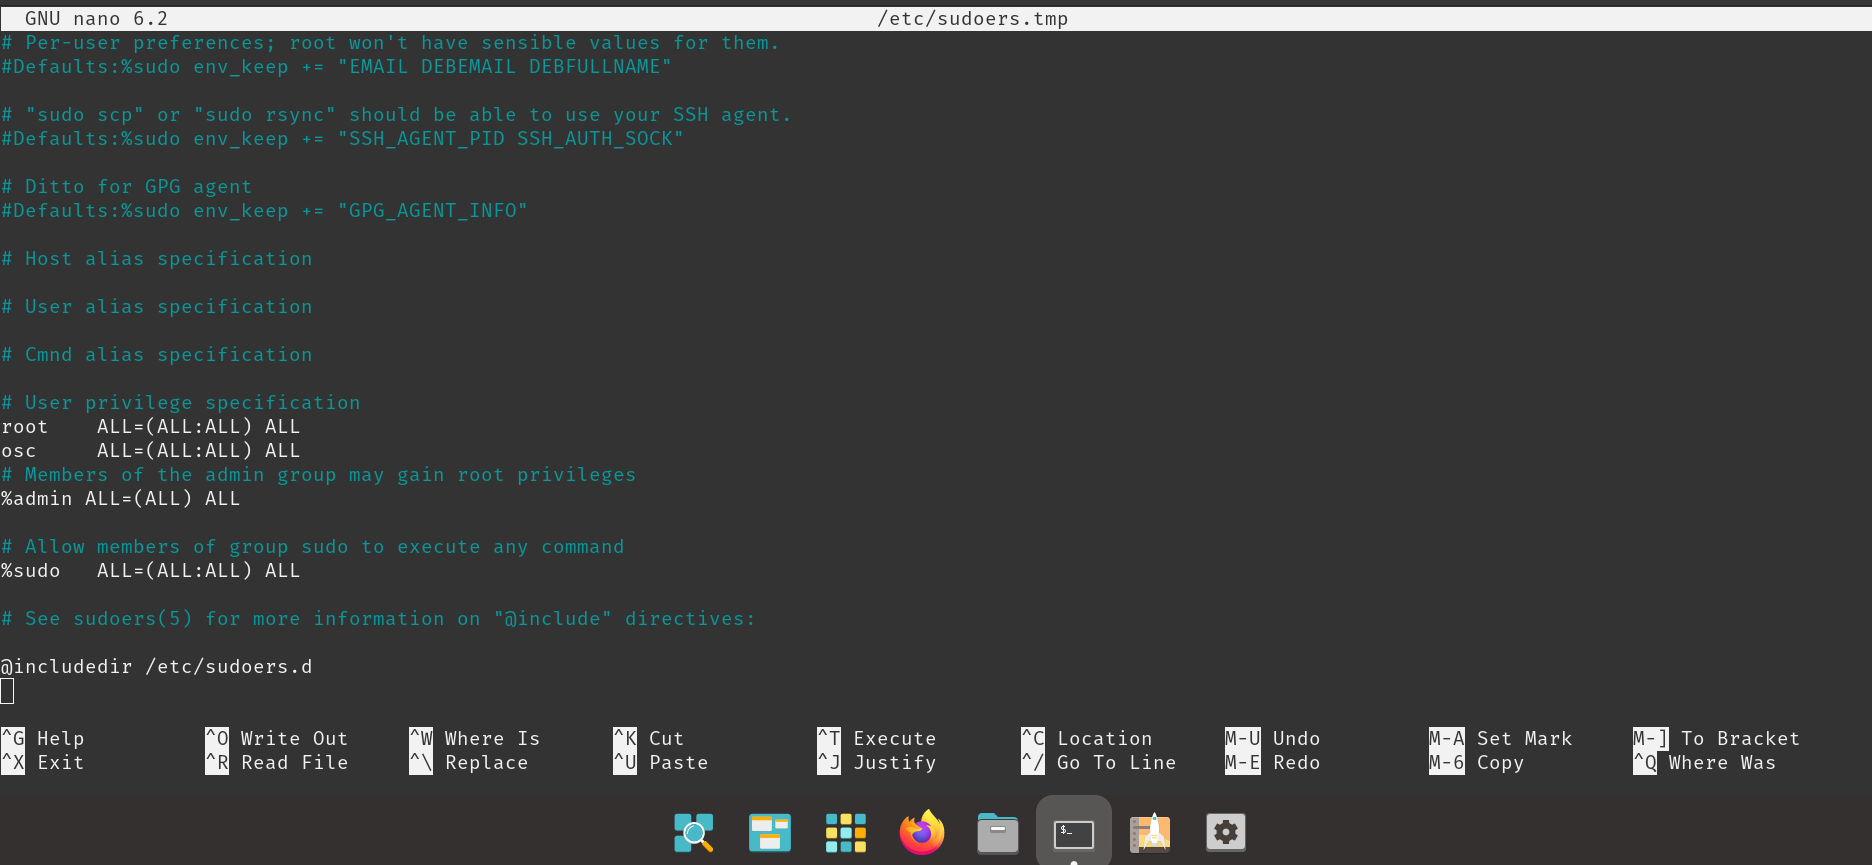 GNU nano 6.2 /etc/sudoers.tmp
# Per-user preferences; root won't have sensible values for them.
#Defaults:%sudo env_keep += "EMAIL DEBEMAIL DEBFULLNAME"
# "sudo scp" or "sudo rsync" should be able to use your SSH agent.
#Defaults:%sudo env_keep += "SSH_AGENT_PID SSH_AUTH_SOCK"
# Ditto for GPG agent
#Defaults:%sudo env_keep += "GPG_AGENT_INFO"
# Host alias specification
# User alias specification
# Cmnd alias specification
# User privilege specification
root    ALL=(ALL:ALL) ALL
osc     ALL=(ALL:ALL) ALL
# Members of the admin group may gain root privileges
%admin ALL=(ALL) ALL
# Allow members of group sudo to execute any command
%sudo   ALL=(ALL:ALL) ALL
# See sudoers(5) for more information on "@include" directives:
@includedir /etc/sudoers.d
^G Help ^O Write Out ^W Where Is ^K Cut ^T Execute ^C Location M-U Undo M-A Set Mark M-] To Bracket
^X Exit ^R Read File ^\ Replace ^U Paste ^J Justify ^/ Go To Line M-E Redo M-6 Copy ^Q Where Was
$_